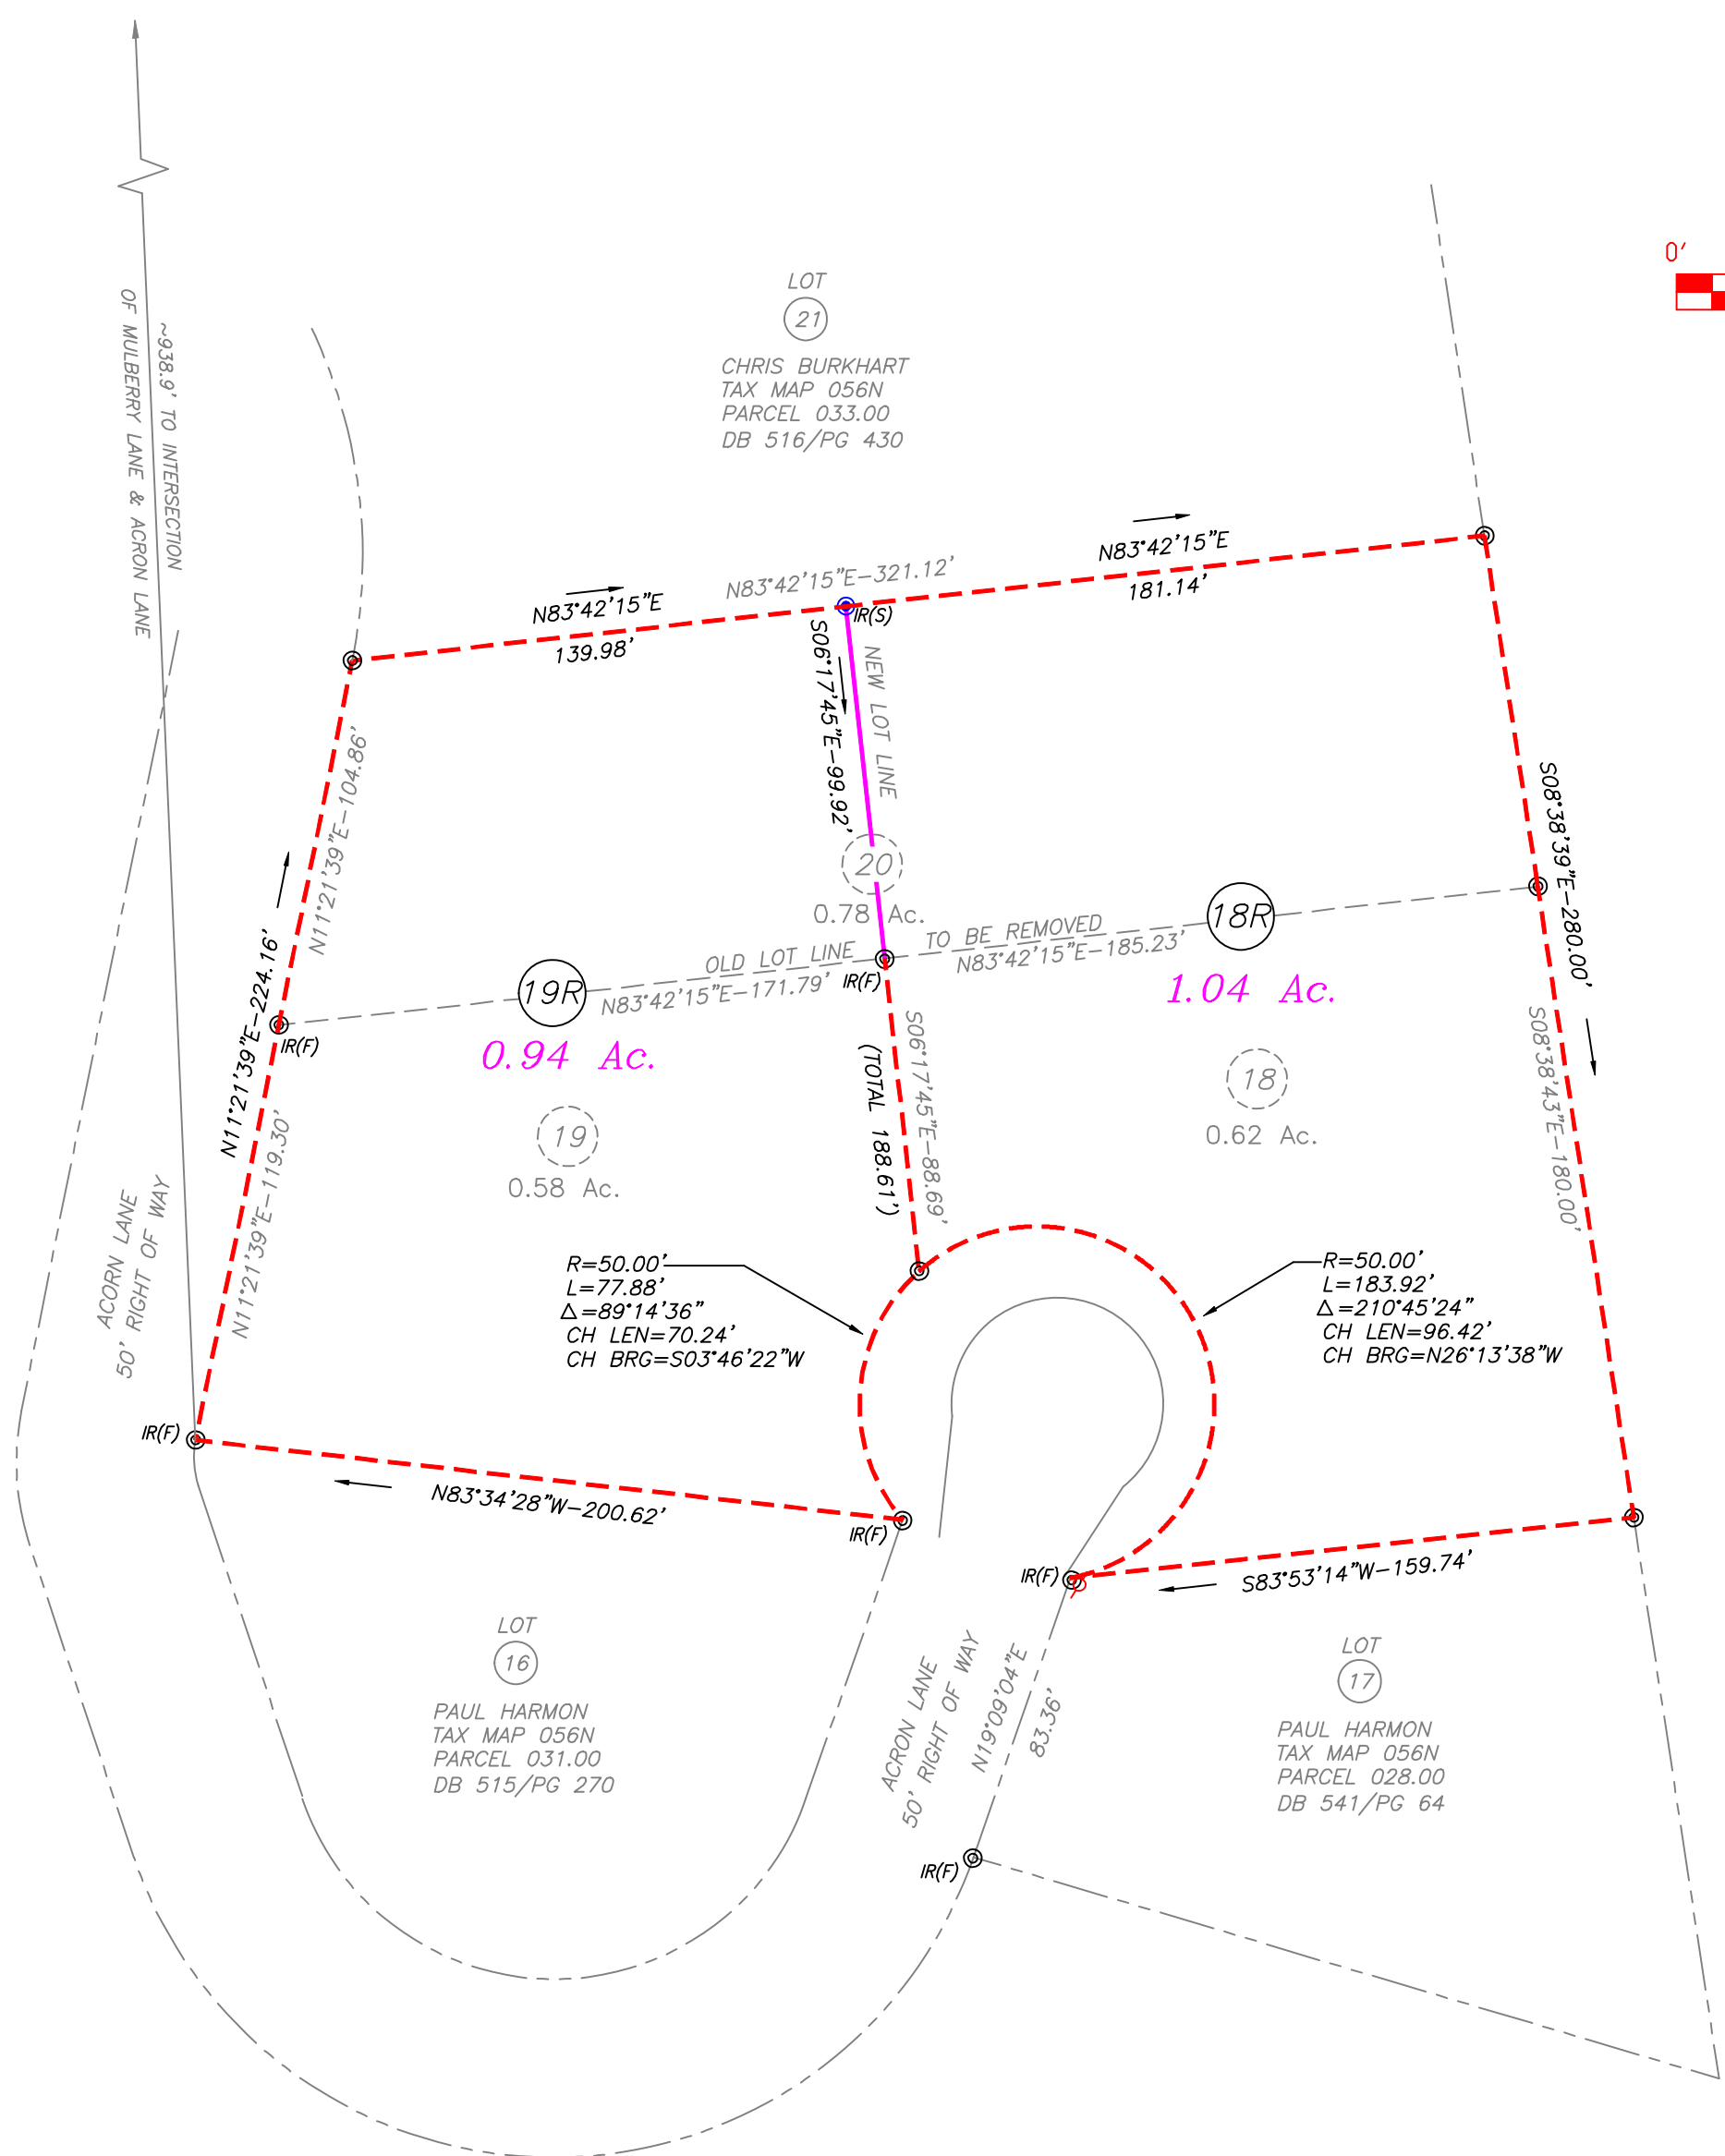 0'
~938.9' TO INTERSECTION
OF MULBERRY LANE & ACRON LANE
LOT
21
CHRIS BURKHART
TAX MAP 056N
PARCEL 033.00
DB 516/PG 430
N83°42'15"E
139.98'
N83°42'15"E-321.12'
IR(S)
N83°42'15"E
181.14'
S06°17'45"E-99.92'
NEW LOT LINE
N11°21'39"E-104.86'
N11°21'39"E-224.16'
S08°38'39"E-280.00'
20
0.78 Ac.
OLD LOT LINE
TO BE REMOVED
N83°42'15"E-171.79'
N83°42'15"E-185.23'
IR(F)
18R
1.04 Ac.
19R
0.94 Ac.
IR(F)
S06°17'45"E-88.69'
(TOTAL 188.61')
S08°38'43"E-180.00'
18
0.62 Ac.
19
0.58 Ac.
N11°21'39"E-119.30'
ACORN LANE
50' RIGHT OF WAY
R=50.00'
L=77.88'
Δ=89°14'36"
CH LEN=70.24'
CH BRG=S03°46'22"W
R=50.00'
L=183.92'
Δ=210°45'24"
CH LEN=96.42'
CH BRG=N26°13'38"W
IR(F)
N83°34'28"W-200.62'
IR(F)
IR(F)
S83°53'14"W-159.74'
LOT
16
PAUL HARMON
TAX MAP 056N
PARCEL 031.00
DB 515/PG 270
ACRON LANE
50' RIGHT OF WAY
N19°09'04"E
83.36'
LOT
17
PAUL HARMON
TAX MAP 056N
PARCEL 028.00
DB 541/PG 64
IR(F)